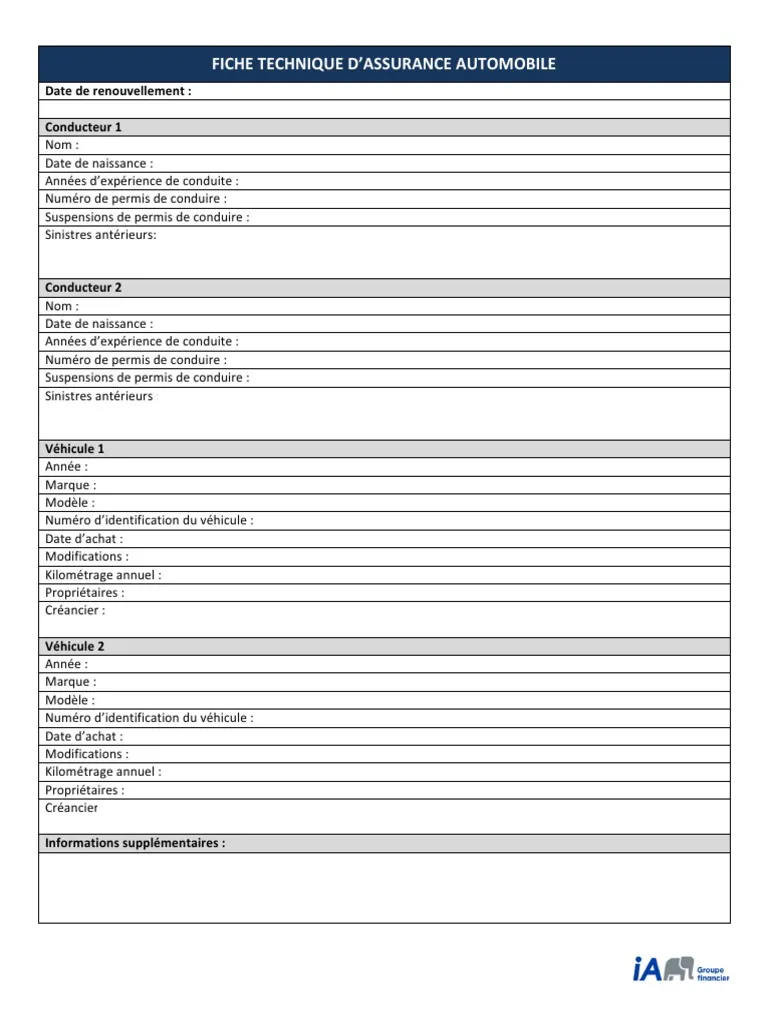 FICHE TECHNIQUE D’ASSURANCE AUTOMOBILE
Date de renouvellement :
Conducteur 1
Nom :
Date de naissance :
Années d’expérience de conduite :
Numéro de permis de conduire :
Suspensions de permis de conduire :
Sinistres antérieurs:
Conducteur 2
Nom :
Date de naissance :
Années d’expérience de conduite :
Numéro de permis de conduire :
Suspensions de permis de conduire :
Sinistres antérieurs
Véhicule 1
Année :
Marque :
Modèle :
Numéro d’identification du véhicule :
Date d’achat :
Modifications :
Kilométrage annuel :
Propriétaires :
Créancier :
Véhicule 2
Année :
Marque :
Modèle :
Numéro d’identification du véhicule :
Date d’achat :
Modifications :
Kilométrage annuel :
Propriétaires :
Créancier
Informations supplémentaires :
iA Groupe
financier